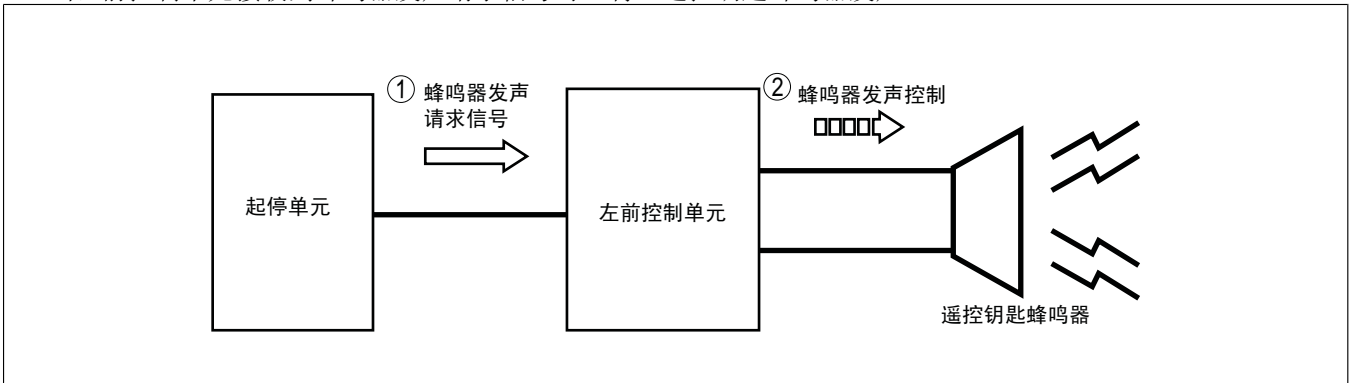 ① 蜂鸣器发声
请求信号
② 蜂鸣器发声控制
起停单元
左前控制单元
遥控钥匙蜂鸣器